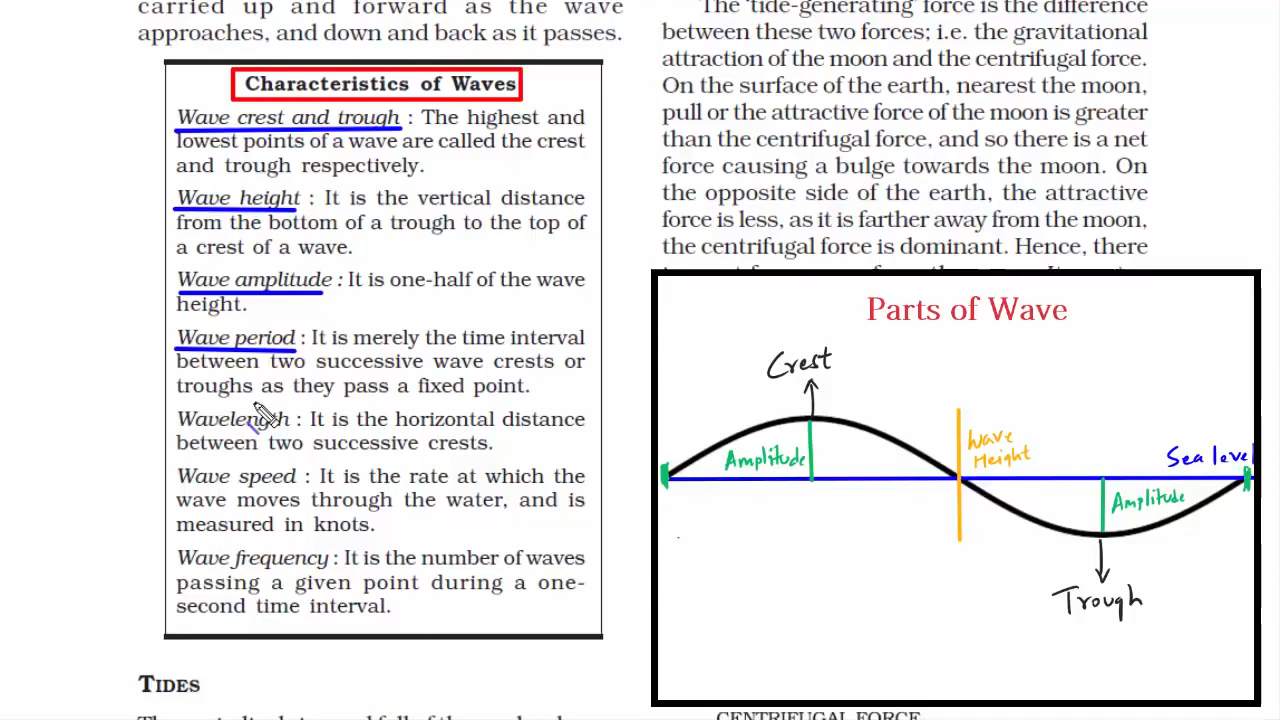 carried up and forward as the wave
approaches, and down and back as it passes.
Characteristics of Waves
Wave crest and trough : The highest and
lowest points of a wave are called the crest
and trough respectively.
Wave height : It is the vertical distance
from the bottom of a trough to the top of
a crest of a wave.
Wave amplitude : It is one-half of the wave
height.
Wave period : It is merely the time interval
between two successive wave crests or
troughs as they pass a fixed point.
Wavelength : It is the horizontal distance
between two successive crests.
Wave speed : It is the rate at which the
wave moves through the water, and is
measured in knots.
Wave frequency : It is the number of waves
passing a given point during a one-
second time interval.
TIDES
The 'tide-generating' force is the difference
between these two forces; i.e. the gravitational
attraction of the moon and the centrifugal force.
On the surface of the earth, nearest the moon,
pull or the attractive force of the moon is greater
than the centrifugal force, and so there is a net
force causing a bulge towards the moon. On
the opposite side of the earth, the attractive
force is less, as it is farther away from the moon,
the centrifugal force is dominant. Hence, there
Parts of Wave
Crest
Amplitude
Wave
Height
Sea level
Amplitude
Trough
CENTRIFUGAL FORCE